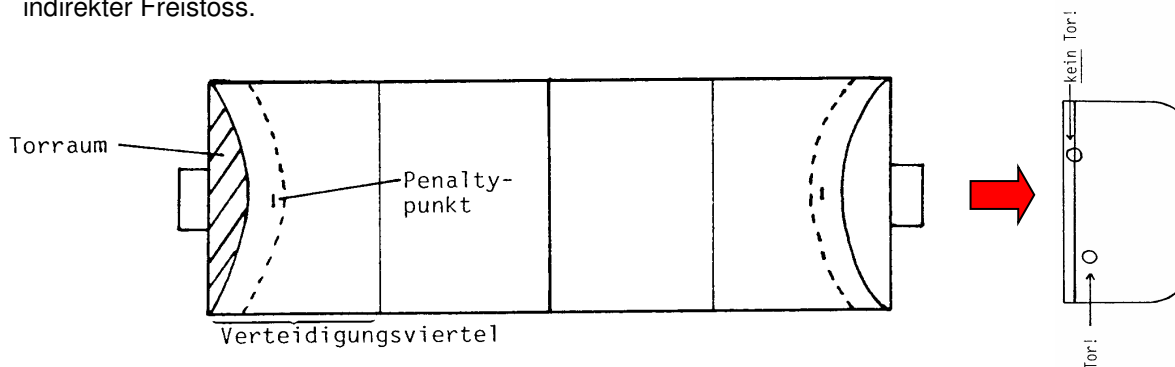 indirekter Freistoss.
kein Tor!
Torraum
Penalty-
punkt
Verteidigungsviertel
Tor!